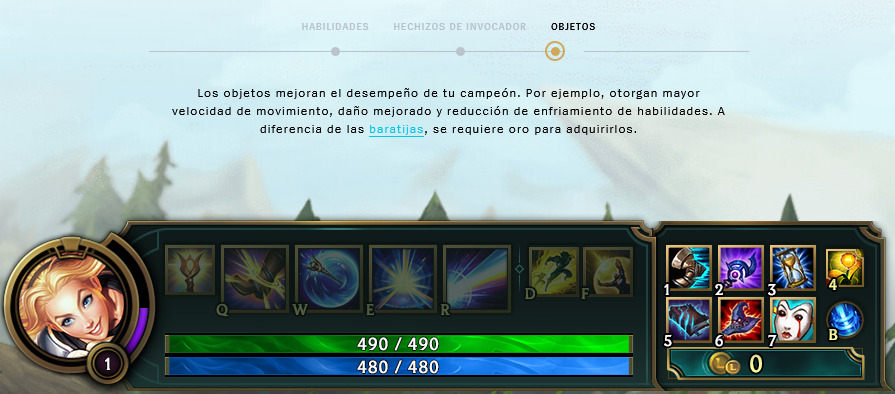 HABILIDADES HECHIZOS DE INVOCADOR OBJETOS
Los objetos mejoran el desempeño de tu campeón. Por ejemplo, otorgan mayor
velocidad de movimiento, daño mejorado y reducción de enfriamiento de habilidades. A
diferencia de las baratijas, se requiere oro para adquirirlos.
1 2 3 4
Q W E R D F
5 6 7 B
490 / 490
480 / 480
1
0